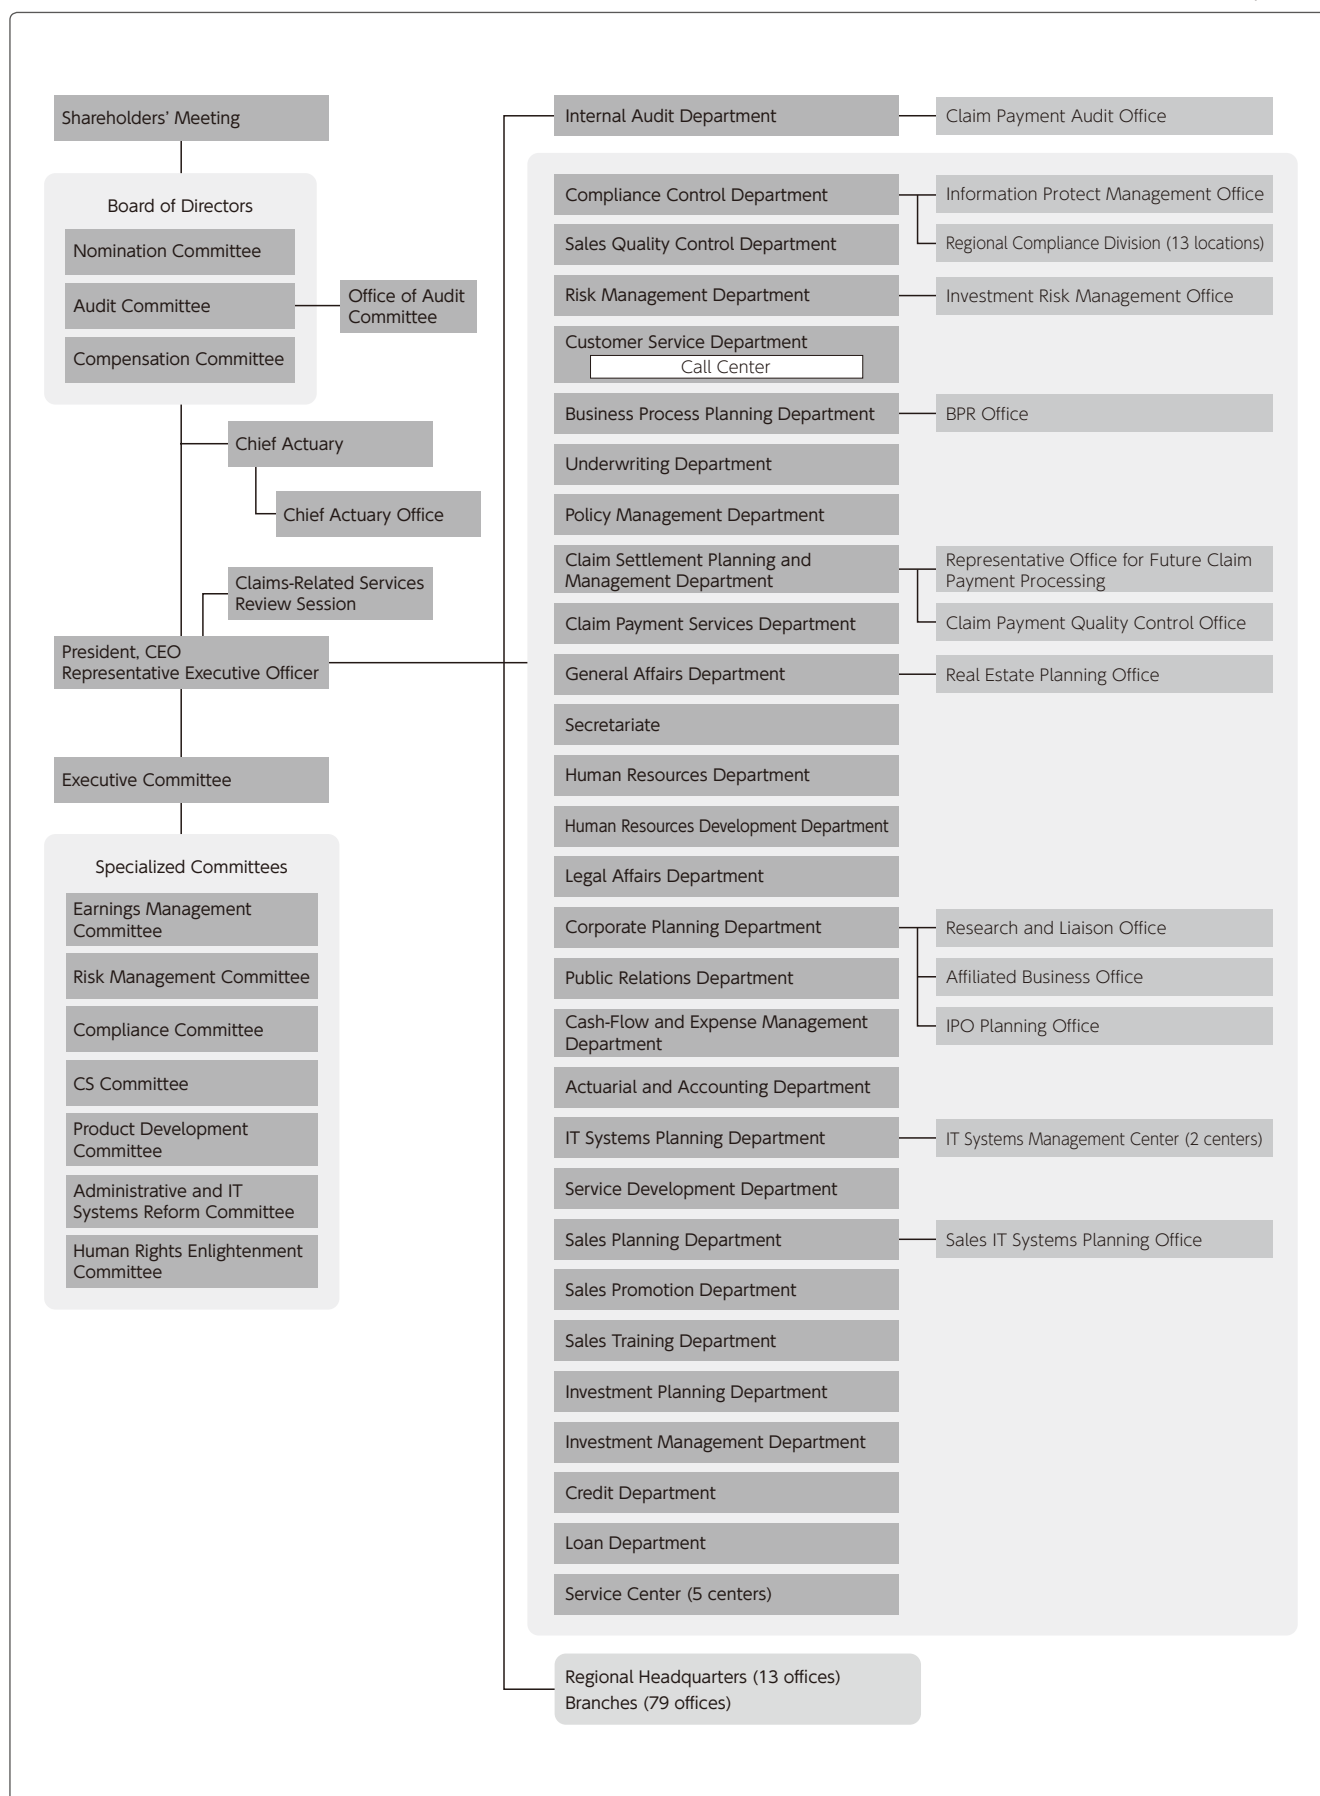 Shareholders' Meeting
Board of Directors
Nomination Committee
Audit Committee
Office of Audit
Committee
Compensation Committee
Chief Actuary
Chief Actuary Office
Claims-Related Services
Review Session
President, CEO
Representative Executive Officer
Executive Committee
Specialized Committees
Earnings Management
Committee
Risk Management Committee
Compliance Committee
CS Committee
Product Development
Committee
Administrative and IT
Systems Reform Committee
Human Rights Enlightenment
Committee
Internal Audit Department
Claim Payment Audit Office
Compliance Control Department
Information Protect Management Office
Sales Quality Control Department
Regional Compliance Division (13 locations)
Risk Management Department
Investment Risk Management Office
Customer Service Department
Call Center
Business Process Planning Department
BPR Office
Underwriting Department
Policy Management Department
Claim Settlement Planning and
Management Department
Representative Office for Future Claim
Payment Processing
Claim Payment Services Department
Claim Payment Quality Control Office
General Affairs Department
Real Estate Planning Office
Secretariate
Human Resources Department
Human Resources Development Department
Legal Affairs Department
Corporate Planning Department
Research and Liaison Office
Public Relations Department
Affiliated Business Office
Cash-Flow and Expense Management
Department
IPO Planning Office
Actuarial and Accounting Department
IT Systems Planning Department
IT Systems Management Center (2 centers)
Service Development Department
Sales Planning Department
Sales IT Systems Planning Office
Sales Promotion Department
Sales Training Department
Investment Planning Department
Investment Management Department
Credit Department
Loan Department
Service Center (5 centers)
Regional Headquarters (13 offices)
Branches (79 offices)